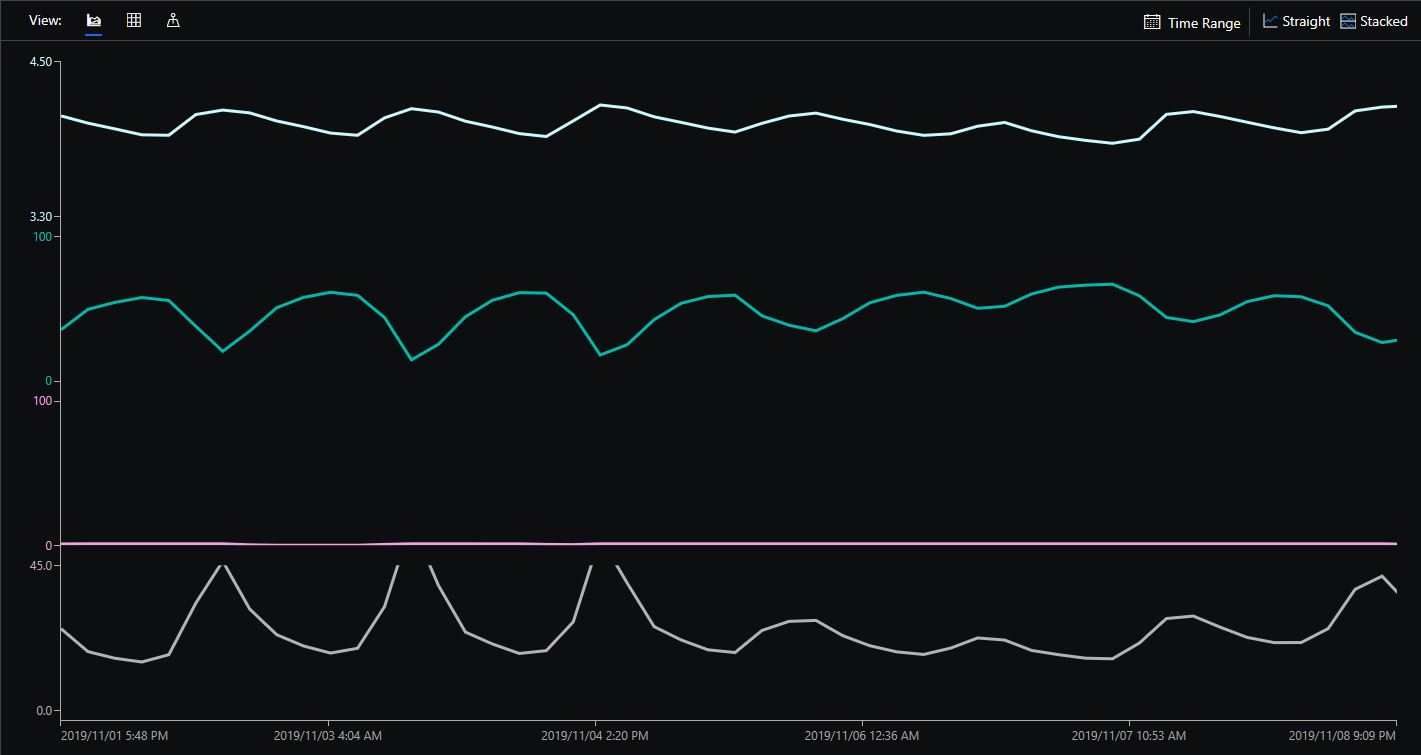 View:
Time Range
Straight
Stacked
4.50
3.30
100
0
100
0
45.0
0.0
2019/11/01 5:48 PM
2019/11/03 4:04 AM
2019/11/04 2:20 PM
2019/11/06 12:36 AM
2019/11/07 10:53 AM
2019/11/08 9:09 PM